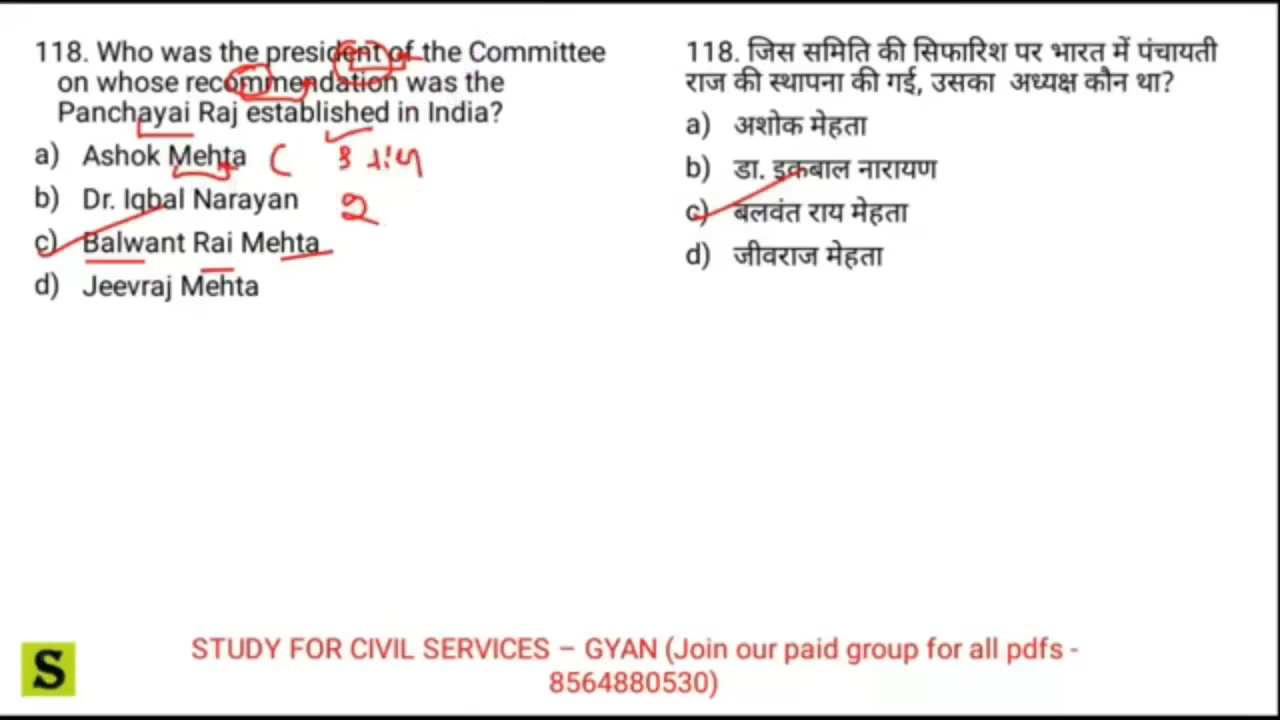 118. Who was the president of the Committee
on whose recommendation was the
Panchayai Raj established in India?
a) Ashok Mehta
b) Dr. Iqbal Narayan
2
c) Balwant Rai Mehta
d) Jeevraj Mehta
118. जिस समिति की सिफारिश पर भारत में पंचायती
राज की स्थापना की गई, उसका अध्यक्ष कौन था?
a) अशोक मेहता
b) डा. इकबाल नारायण
c) बलवंत राय मेहता
d) जीवराज मेहता
S
STUDY FOR CIVIL SERVICES – GYAN (Join our paid group for all pdfs -
8564880530)